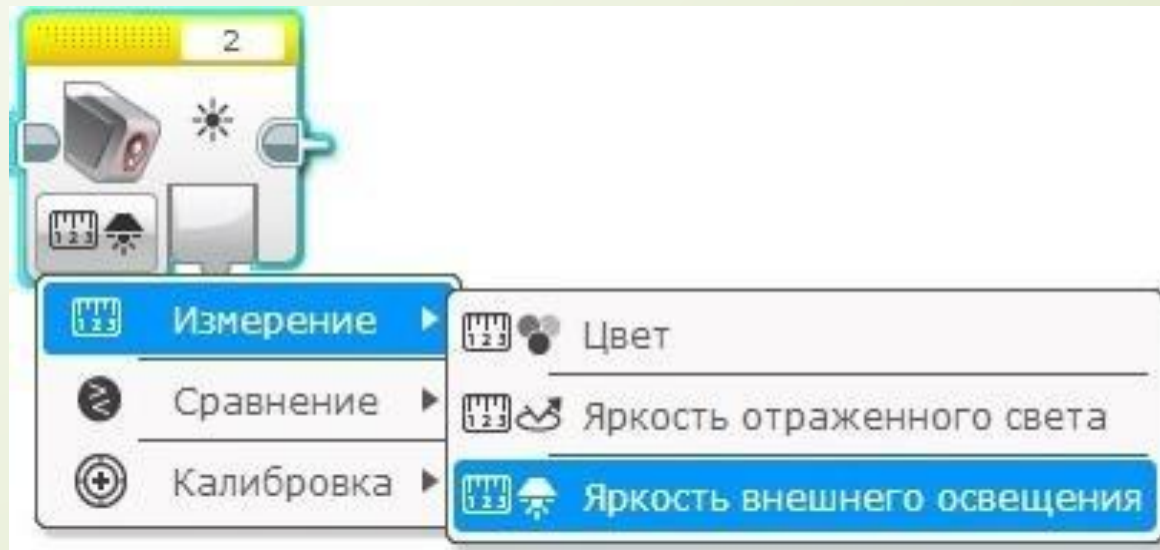 2
Измерение
Сравнение
Калибровка
Цвет
Яркость отраженного света
Яркость внешнего освещения